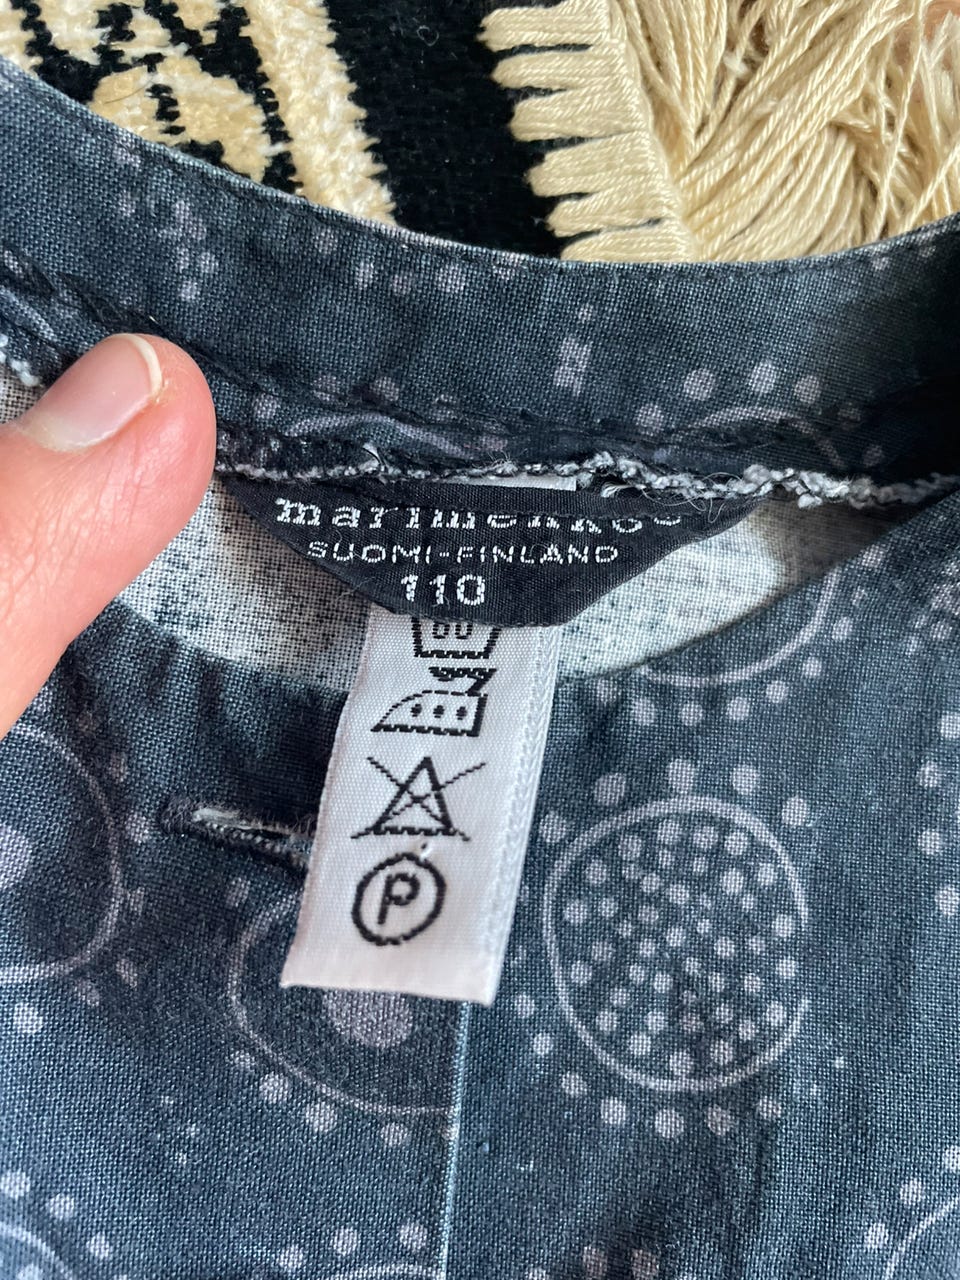 marimekko
SUOMI-FINLAND
110
60
P